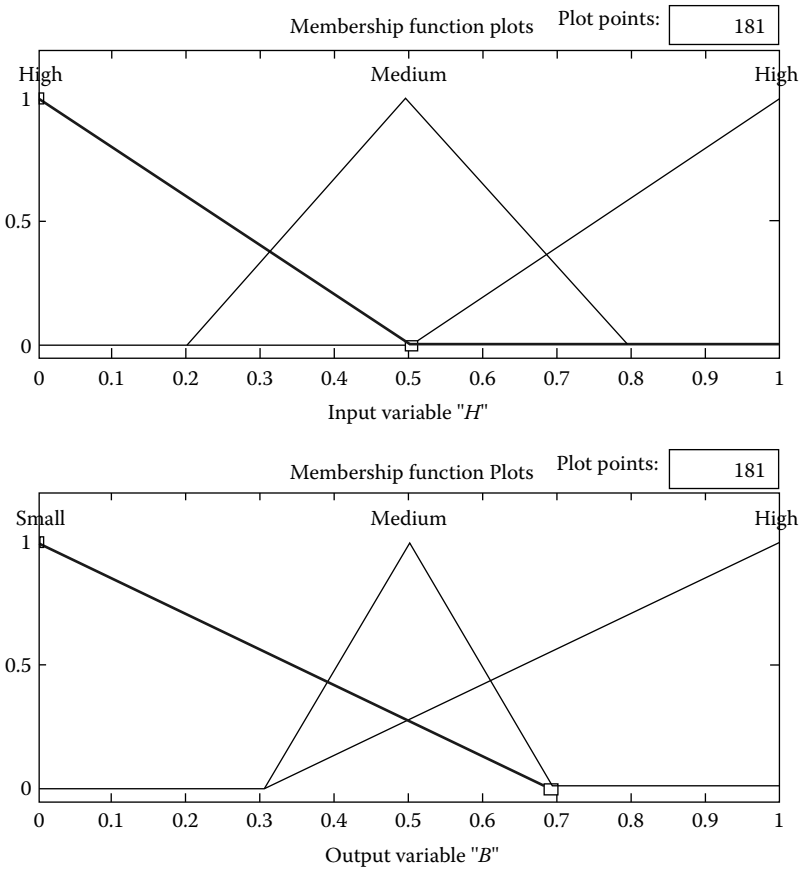 Membership function plots Plot points: 181
High Medium High
1
0.5
0
0 0.1 0.2 0.3 0.4 0.5 0.6 0.7 0.8 0.9 1
Input variable "H"
Membership function Plots Plot points: 181
Small Medium High
1
0.5
0
0 0.1 0.2 0.3 0.4 0.5 0.6 0.7 0.8 0.9 1
Output variable "B"